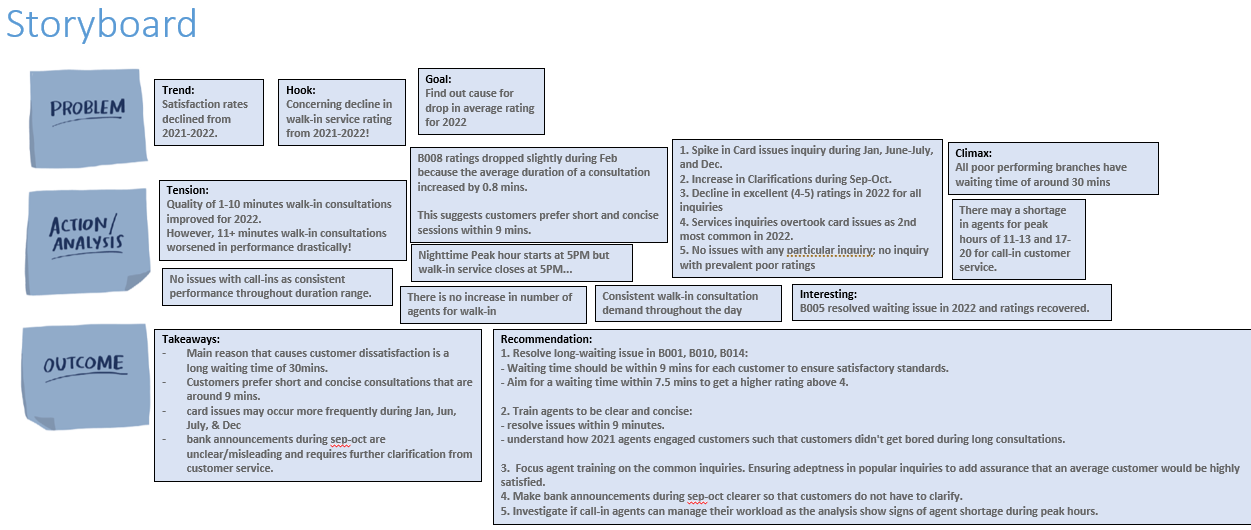 Storyboard
PROBLEM
Trend:
Satisfaction rates
declined from
2021-2022.
Hook:
Concerning decline in
walk-in service rating
from 2021-2022!
Goal:
Find out cause for
drop in average rating
for 2022
ACTION/
ANALYSIS
Tension:
Quality of 1-10 minutes walk-in consultations
improved for 2022.
However, 11+ minutes walk-in consultations
worsened in performance drastically!
B008 ratings dropped slightly during Feb
because the average duration of a consultation
increased by 0.8 mins.
This suggests customers prefer short and concise
sessions within 9 mins.
1. Spike in Card issues inquiry during Jan, June-July,
and Dec.
2. Increase in Clarifications during Sep-Oct.
3. Decline in excellent (4-5) ratings in 2022 for all
inquiries
4. Services inquiries overtook card issues as 2nd
most common in 2022.
5. No issues with any particular inquiry; no inquiry
with prevalent poor ratings
Climax:
All poor performing branches have
waiting time of around 30 mins
There may a shortage
in agents for peak
hours of 11-13 and 17-
20 for call-in customer
service.
Nighttime Peak hour starts at 5PM but
walk-in service closes at 5PM...
No issues with call-ins as consistent
performance throughout duration range.
There is no increase in number of
agents for walk-in
Consistent walk-in consultation
demand throughout the day
Interesting:
B005 resolved waiting issue in 2022 and ratings recovered.
OUTCOME
Takeaways:
- Main reason that causes customer dissatisfaction is a
long waiting time of 30mins.
- Customers prefer short and concise consultations that are
around 9 mins.
- card issues may occur more frequently during Jan, Jun,
July, & Dec
- bank announcements during sep-oct are
unclear/misleading and requires further clarification from
customer service.
Recommendation:
1. Resolve long-waiting issue in B001, B010, B014:
- Waiting time should be within 9 mins for each customer to ensure satisfactory standards.
- Aim for a waiting time within 7.5 mins to get a higher rating above 4.
2. Train agents to be clear and concise:
- resolve issues within 9 minutes.
- understand how 2021 agents engaged customers such that customers didn't get bored during long consultations.
3. Focus agent training on the common inquiries. Ensuring adeptness in popular inquiries to add assurance that an average customer would be highly
satisfied.
4. Make bank announcements during sep-oct clearer so that customers do not have to clarify.
5. Investigate if call-in agents can manage their workload as the analysis show signs of agent shortage during peak hours.